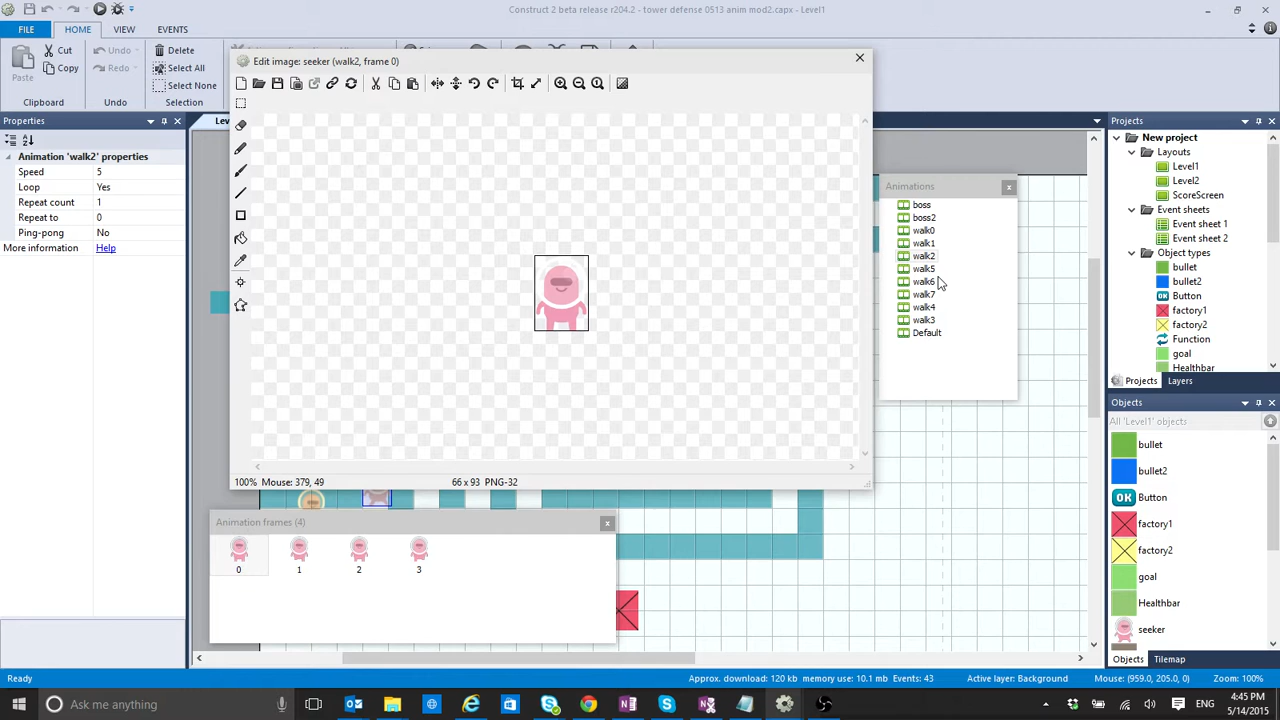 Construct 2 beta release r204.2 - tower defense 0513 anim mod2.capx - Level1
FILE HOME VIEW EVENTS
Paste
Cut
Copy
Clipboard
Undo
Redo
Undo
Delete
Select All
Select None
Selection
Properties
Animation 'walk2' properties
Speed 5
Loop Yes
Repeat count 1
Repeat to 0
Ping-pong No
More information Help
Edit image: seeker (walk2, frame 0)
100% Mouse: 379, 49 66 x 93 PNG-32
Animations
boss
boss2
walk0
walk1
walk2
walk5
walk6
walk7
walk4
walk3
Default
Animation frames (4)
0 1 2 3
Projects
New project
Layouts
Level1
Level2
ScoreScreen
Event sheets
Event sheet 1
Event sheet 2
Object types
bullet
bullet2
Button
factory1
factory2
Function
goal
Healthbar
Projects Layers
Objects
All 'Level1' objects
bullet
bullet2
OK Button
factory1
factory2
goal
Healthbar
seeker
Objects Tilemap
Ready Approx. download: 120 kb memory use: 10.1 mb Events: 43 Active layer: Background Mouse: (959.0, 205.0, 0) Zoom: 100%
Ask me anything
ENG
4:45 PM
5/14/2015